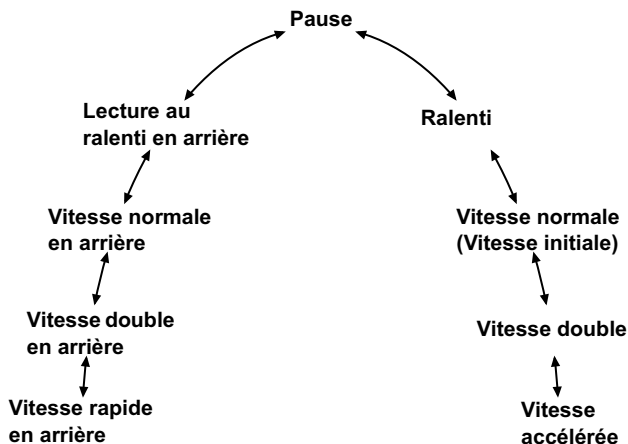 Pause
Lecture au
ralenti en arrière
Ralenti
Vitesse normale
en arrière
Vitesse normale
(Vitesse initiale)
Vitesse double
en arrière
Vitesse double
Vitesse rapide
en arrière
Vitesse
accélérée